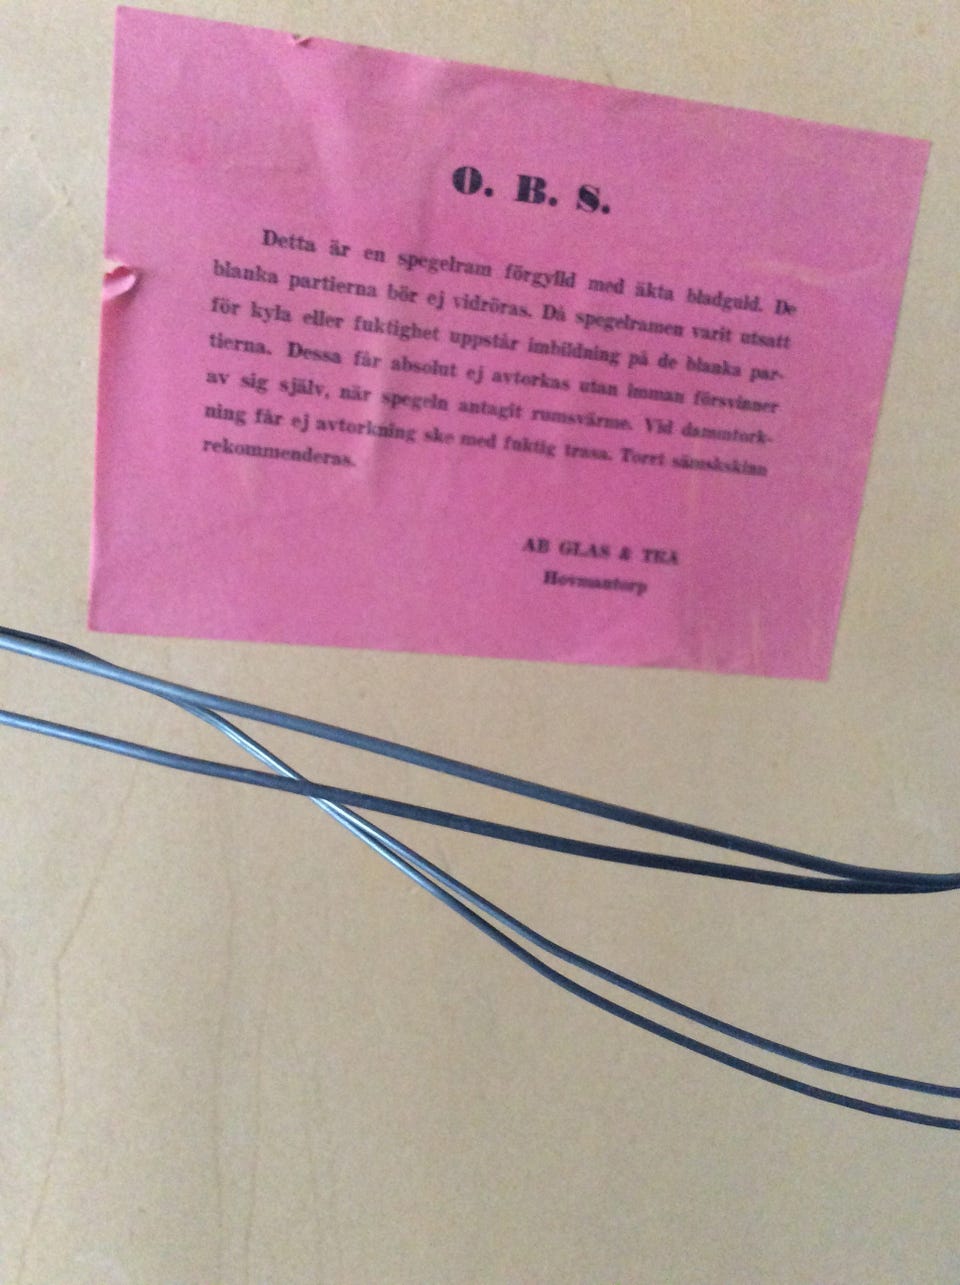 O. B. S.
Detta är en spegelram förgylld med äkta bladguld. De
blanka partierna bör ej vidröras. Då spegelramen varit utsatt
för kyla eller fuktighet uppstår imbildning på de blanka par-
tierna. Dessa får absolut ej avtorkas utan imman försvinner
av sig själv, när spegeln antagit rumsvärme. Vid dammtork-
ning får ej avtorkning ske med fuktig trasa. Torrt sämskskinn
rekommenderas.
AB GLAS & TRÄ
Hovmantorp